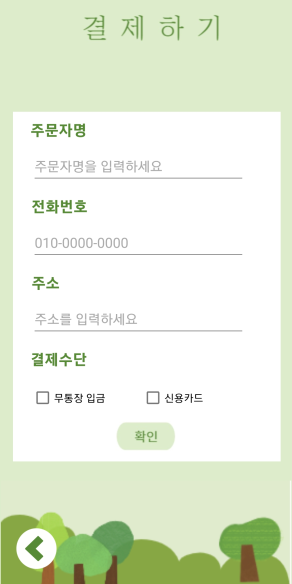 결 제 하 기
주문자명
주문자명을 입력하세요
전화번호
010-0000-0000
주소
주소를 입력하세요
결제수단
무통장 입금 신용카드
확인